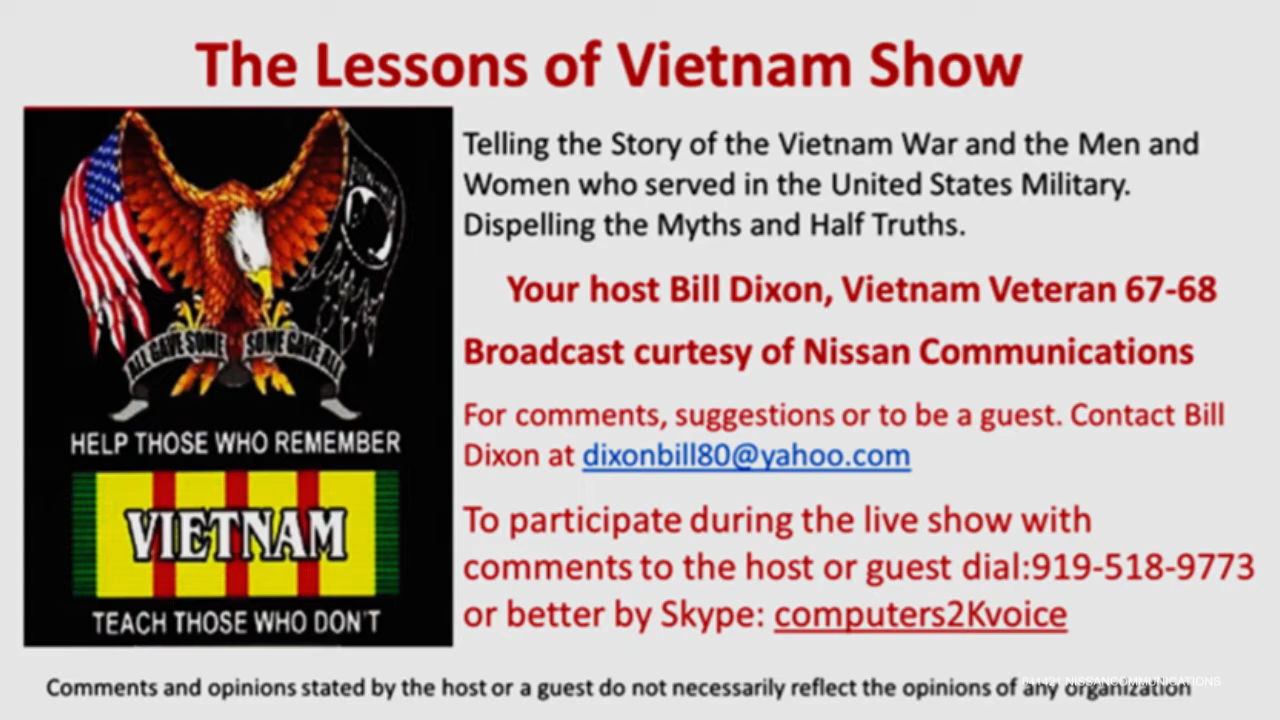 The Lessons of Vietnam Show
Telling the Story of the Vietnam War and the Men and
Women who served in the United States Military.
Dispelling the Myths and Half Truths.
Your host Bill Dixon, Vietnam Veteran 67-68
Broadcast curtesy of Nissan Communications
For comments, suggestions or to be a guest. Contact Bill
Dixon at dixonbill80@yahoo.com
To participate during the live show with
comments to the host or guest dial:919-518-9773
or better by Skype: computers2Kvoice
ALL GAVE SOME SOME GAVE ALL
HELP THOSE WHO REMEMBER
VIETNAM
TEACH THOSE WHO DON'T
Comments and opinions stated by the host or a guest do not necessarily reflect the opinions of any organization
NISSANCOMMUNICATIONS